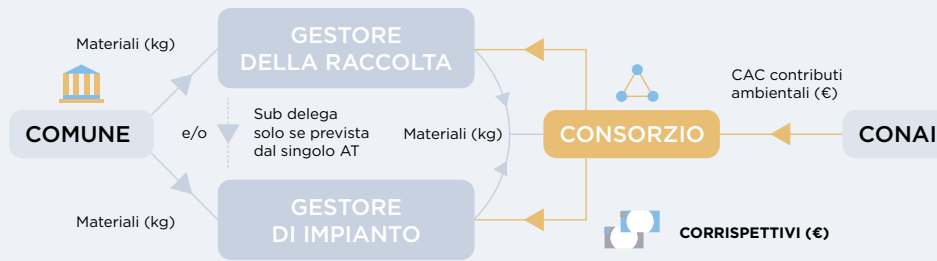 Materiali (kg)
GESTORE
DELLA RACCOLTA
CAC contributi
ambientali (€)
COMUNE
e/o
Sub delega
solo se prevista
dal singolo AT
Materiali (kg)
CONSORZIO
CONAI
Materiali (kg)
GESTORE
DI IMPIANTO
CORRISPETTIVI (€)